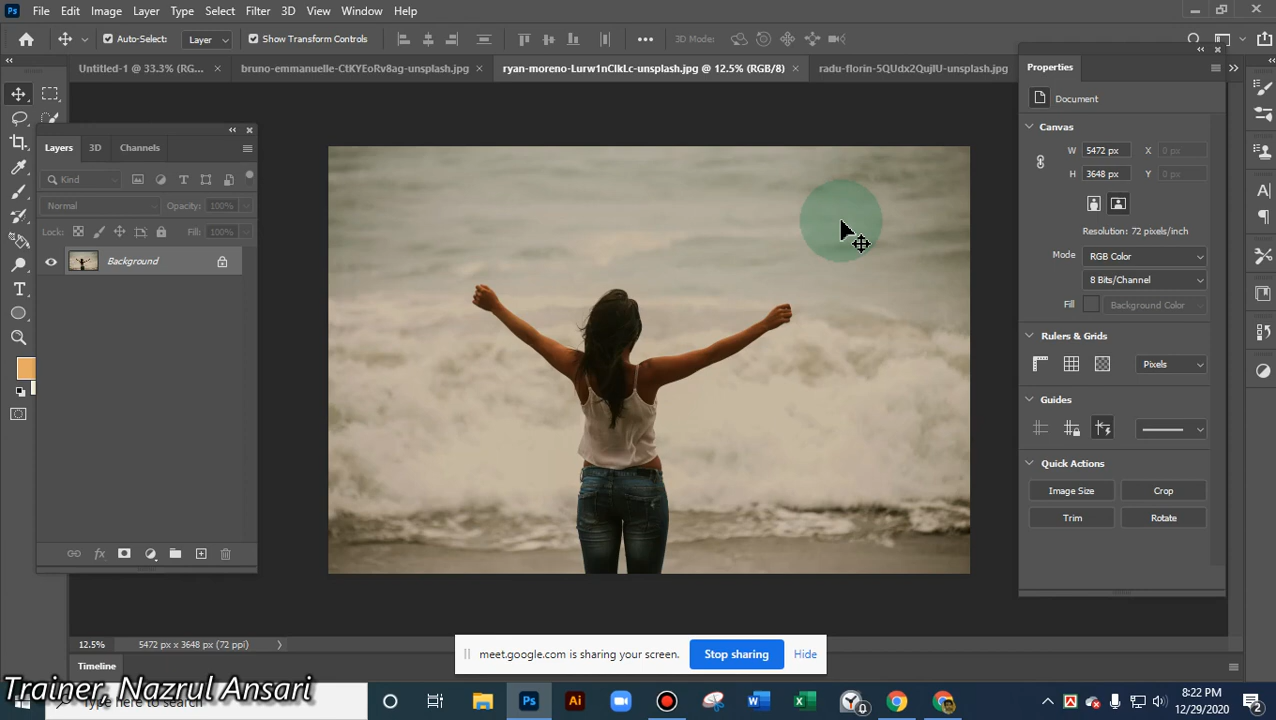 Ps File Edit Image Layer Type Select Filter 3D View Window Help
Auto-Select: Layer Show Transform Controls 3D Mode:
Untitled-1 @ 33.3% (RG... × bruno-emmanuelle-CtKYEoRv8ag-unsplash.jpg × ryan-moreno-Lurw1nCIkLc-unsplash.jpg @ 12.5% (RGB/8) × radu-florin-5QUdx2QujlU-unsplash.jpg
Properties
Document
Canvas
W 5472 px X 0 px
H 3648 px Y 0 px
Resolution: 72 pixels/inch
Mode RGB Color
8 Bits/Channel
Fill Background Color
Rulers & Grids
Pixels
Guides
Quick Actions
Image Size Crop
Trim Rotate
Layers 3D Channels
Kind
Normal Opacity: 100%
Lock: Fill: 100%
Background
12.5% 5472 px x 3648 px (72 ppi)
meet.google.com is sharing your screen. Stop sharing Hide
Timeline
Trainer, Nazrul Ansari
Type here to search
Ps Ai
8:22 PM
12/29/2020
2